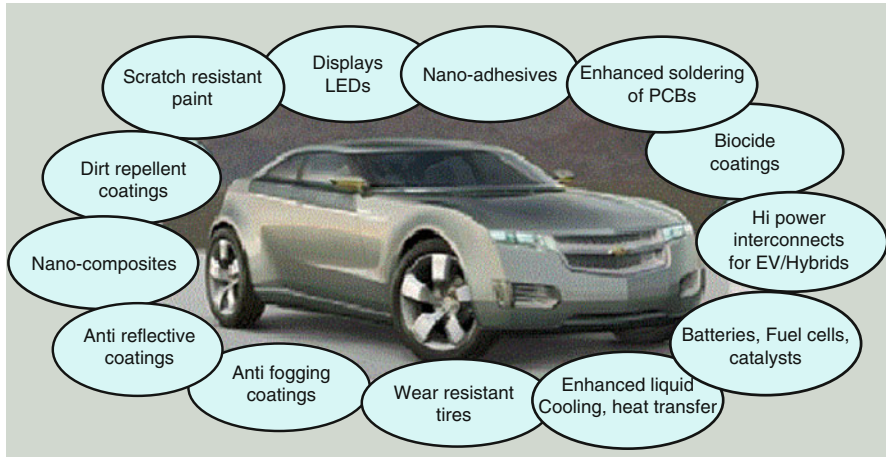 Scratch resistant
paint
Displays
LEDs
Nano-adhesives
Enhanced soldering
of PCBs
Biocide
coatings
Hi power
interconnects
for EV/Hybrids
Batteries, Fuel cells,
catalysts
Enhanced liquid
Cooling, heat transfer
Wear resistant
tires
Anti fogging
coatings
Anti reflective
coatings
Nano-composites
Dirt repellent
coatings